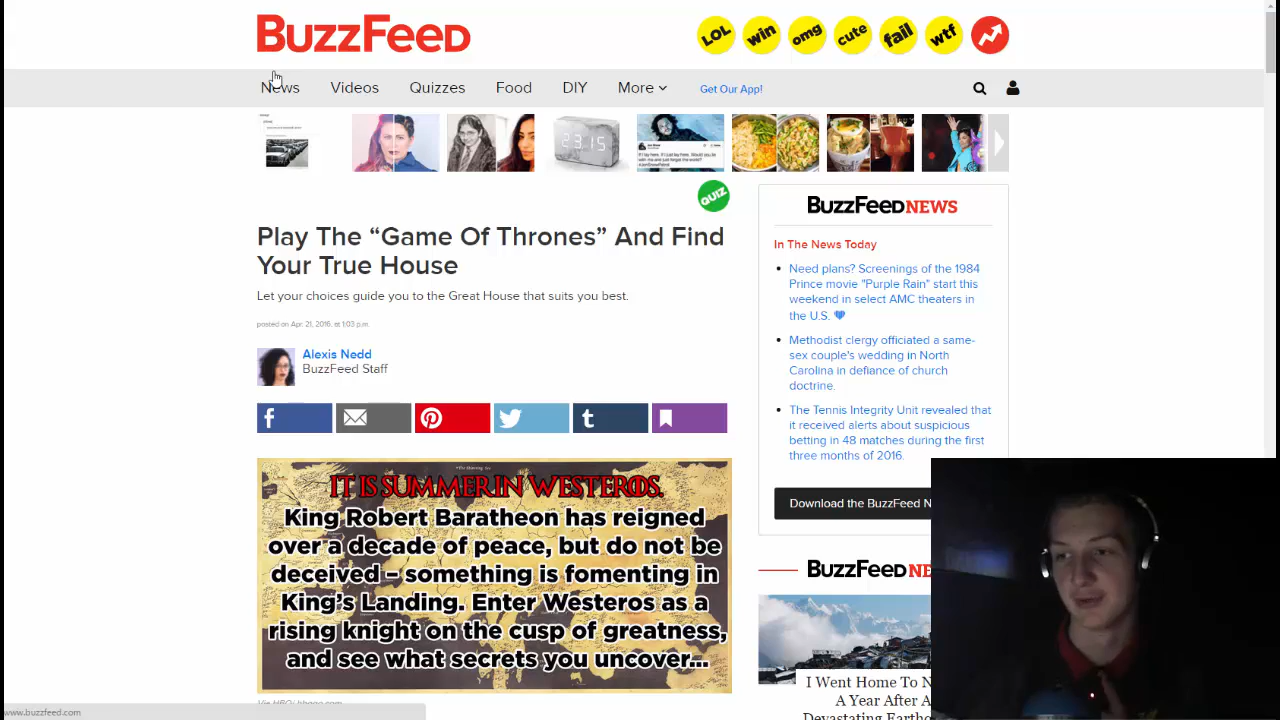 BuzzFeed
LOL
win
omg
cute
fail
wtf
News
Videos
Quizzes
Food
DIY
More
Get Our App!
23:15
QUIZ
Play The “Game Of Thrones” And Find
Your True House
Let your choices guide you to the Great House that suits you best.
posted on Apr. 21, 2016, at 1:03 p.m.
Alexis Nedd
BuzzFeed Staff
IT IS SUMMER IN WESTEROS.
King Robert Baratheon has reigned
over a decade of peace, but do not be
deceived – something is fomenting in
King's Landing. Enter Westeros as a
rising knight on the cusp of greatness,
and see what secrets you uncover...
www.buzzfeed.com
BuzzFeedNEWS
In The News Today
Need plans? Screenings of the 1984
Prince movie "Purple Rain" start this
weekend in select AMC theaters in
the U.S.
Methodist clergy officiated a same-
sex couple's wedding in North
Carolina in defiance of church
doctrine.
The Tennis Integrity Unit revealed that
it received alerts about suspicious
betting in 48 matches during the first
three months of 2016.
Download the BuzzFeed N
BuzzFeedNE
I Went Home To N
A Year After A
Devastating Earthq